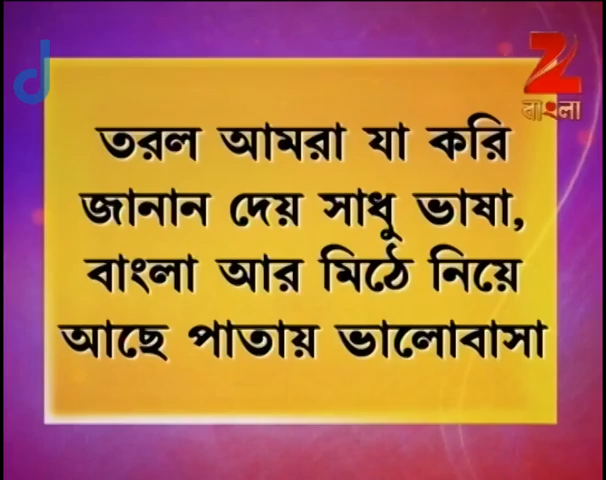 বাংলা
তরল আমরা যা করি
জানান দেয় সাধু ভাষা,
বাংলা আর মিঠে নিয়ে
আছে পাতায় ভালোবাসা